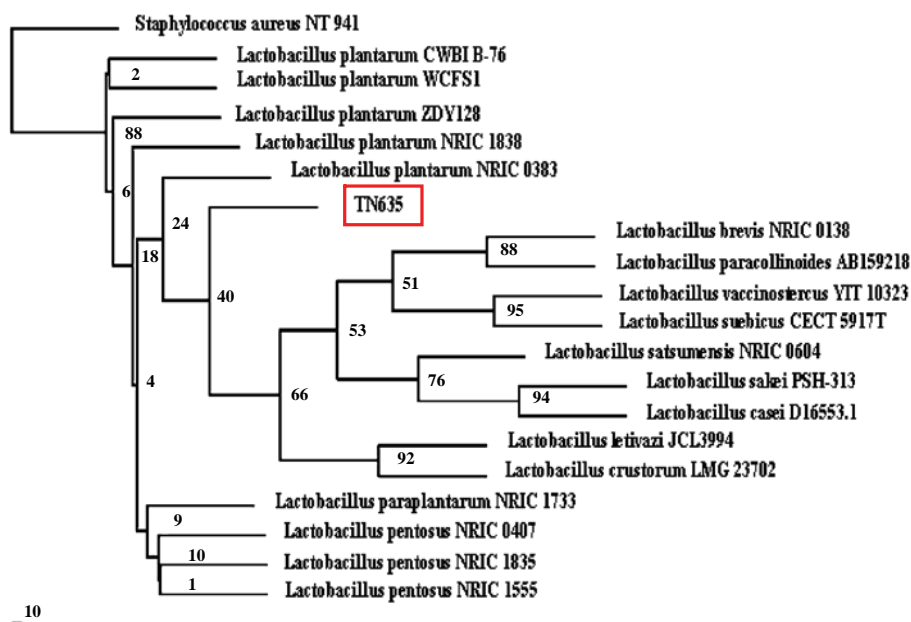 Staphylococcus aureus NT 941
Lactobacillus plantarum CWBI B-76
2
Lactobacillus plantarum WCFS1
Lactobacillus plantarum ZDY128
88
Lactobacillus plantarum NRIC 1838
Lactobacillus plantarum NRIC 0383
6
TN635
24
Lactobacillus brevis NRIC 0138
88
18
Lactobacillus paracollinoides AB159218
51
40
Lactobacillus vaccinostercus YIT 10323
95
Lactobacillus suebicus CECT 5917T
53
Lactobacillus satsumensis NRIC 0604
4
76
Lactobacillus sakei PSH-313
66
94
Lactobacillus casei D16553.1
Lactobacillus letivazi JCL3994
92
Lactobacillus crustorum LMG 23702
Lactobacillus paraplantarum NRIC 1733
9
Lactobacillus pentosus NRIC 0407
10
Lactobacillus pentosus NRIC 1835
1
Lactobacillus pentosus NRIC 1555
10